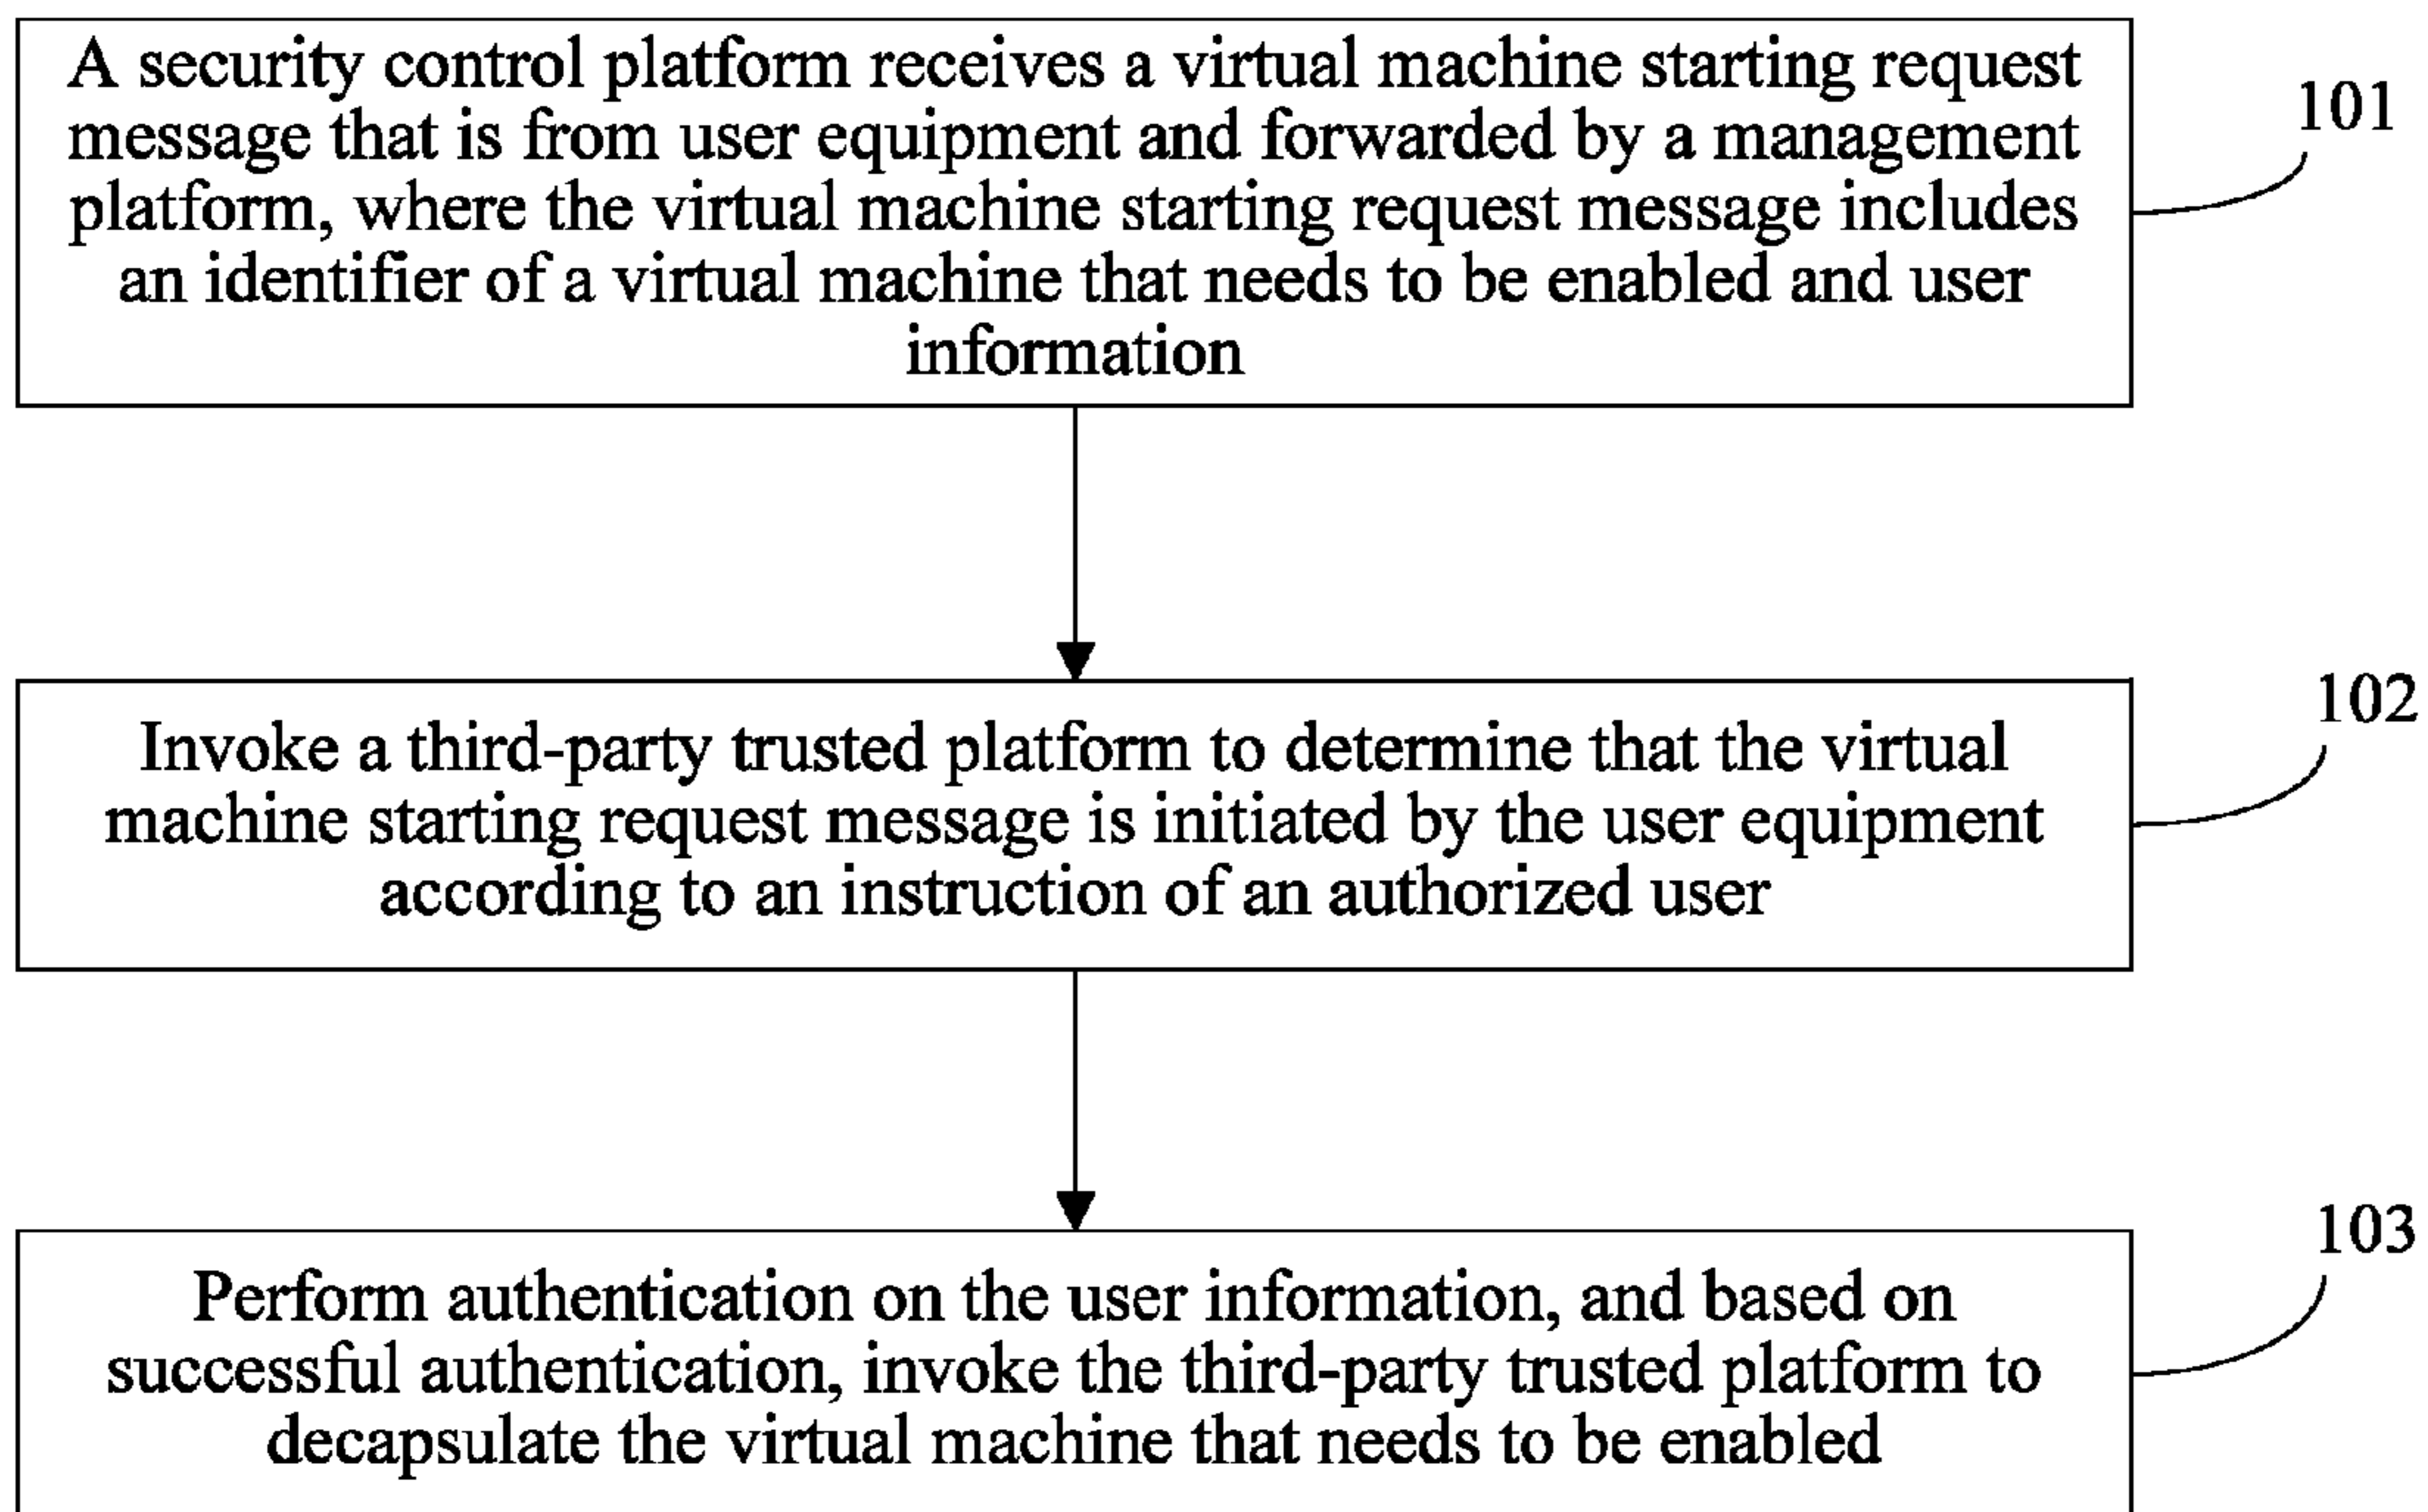 A security control platform receives a virtual machine starting request
message that is from user equipment and forwarded by a management
platform, where the virtual machine starting request message includes
an identifier of a virtual machine that needs to be enabled and user
information
101
Invoke a third-party trusted platform to determine that the virtual
machine starting request message is initiated by the user equipment
according to an instruction of an authorized user
102
Perform authentication on the user information, and based on
successful authentication, invoke the third-party trusted platform to
decapsulate the virtual machine that needs to be enabled
103